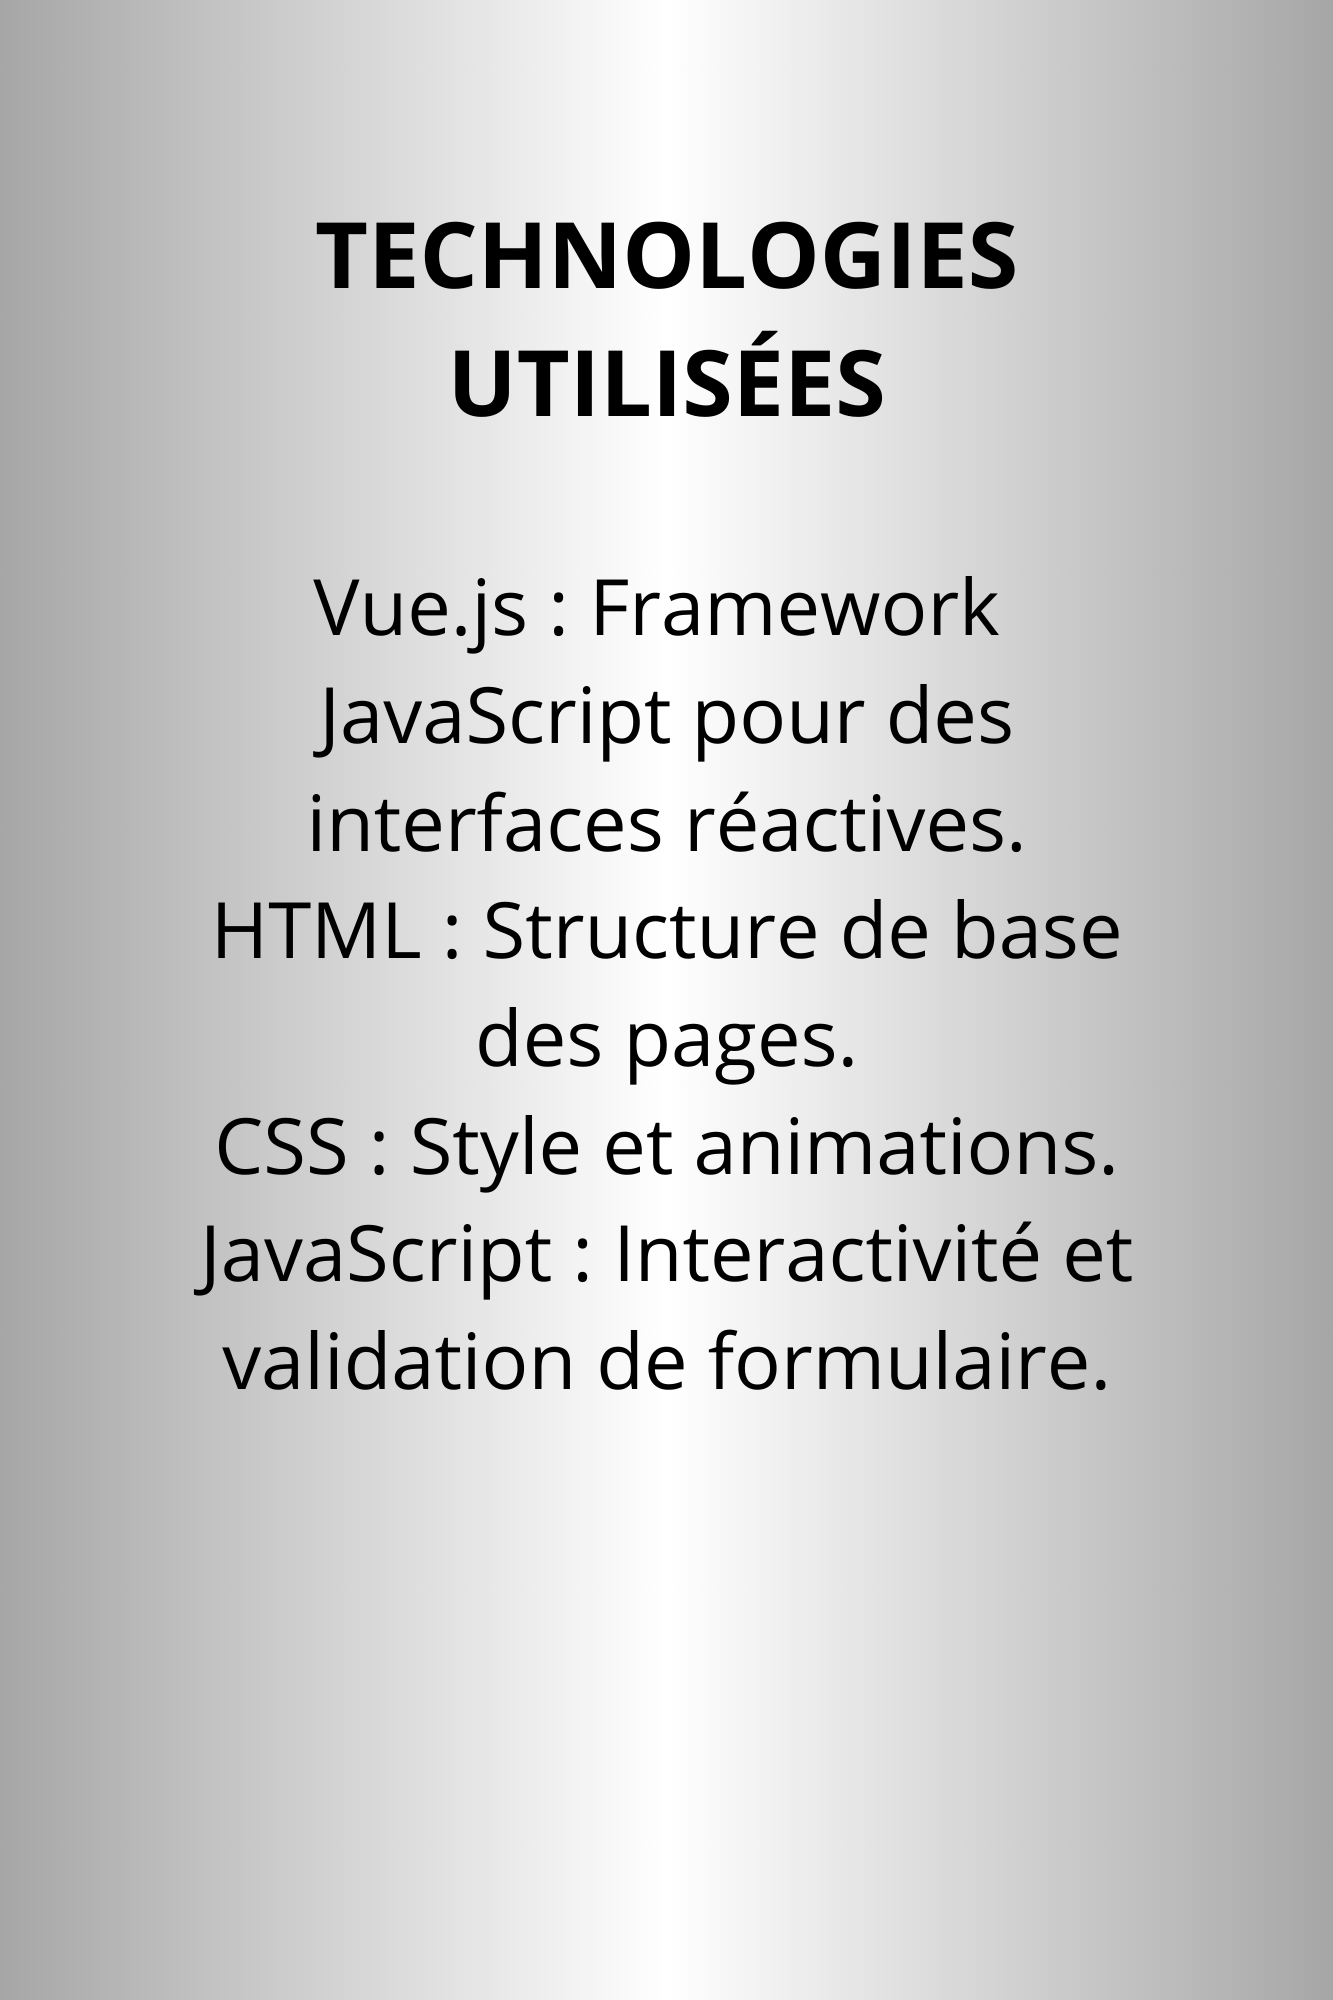 TECHNOLOGIES
UTILISÉES
Vue.js : Framework
JavaScript pour des
interfaces réactives.
HTML : Structure de base
des pages.
CSS : Style et animations.
JavaScript : Interactivité et
validation de formulaire.